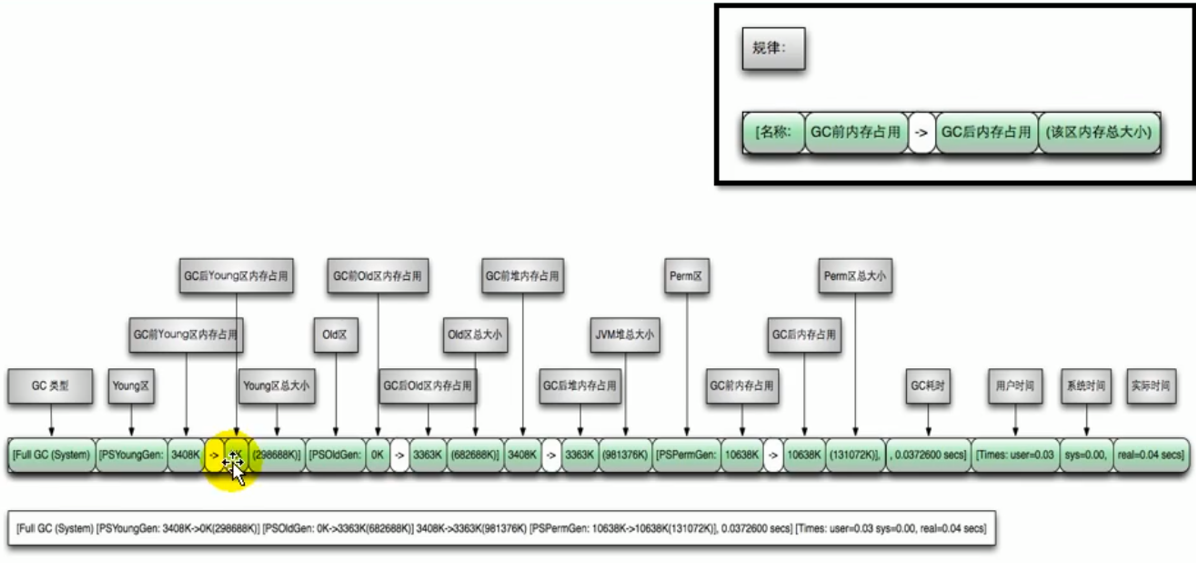 规律：
[名称: GC前内存占用 -> GC后内存占用 (该区内存总大小)
GC后Young区内存占用 GC前Old区内存占用 GC前堆内存占用 Perm区 Perm区总大小
GC前Young区内存占用 Old区 Old区总大小 JVM堆总大小 GC后内存占用
GC 类型 Young区 Young区总大小 GC后Old区内存占用 GC后堆内存占用 GC前内存占用 GC耗时 用户时间 系统时间 实际时间
[Full GC (System) [PSYoungGen: 3408K -> (298688K)] [PSOldGen: 0K -> 3363K (682688K)] 3408K -> 3363K (981376K) [PSPermGen: 10638K -> 10638K (131072K)], , 0.0372600 secs] [Times: user=0.03 sys=0.00, real=0.04 secs]
[Full GC (System) [PSYoungGen: 3408K->0K(298688K)] [PSOldGen: 0K->3363K(682688K)] 3408K->3363K(981376K) [PSPermGen: 10638K->10638K(131072K)], 0.0372600 secs] [Times: user=0.03 sys=0.00, real=0.04 secs]